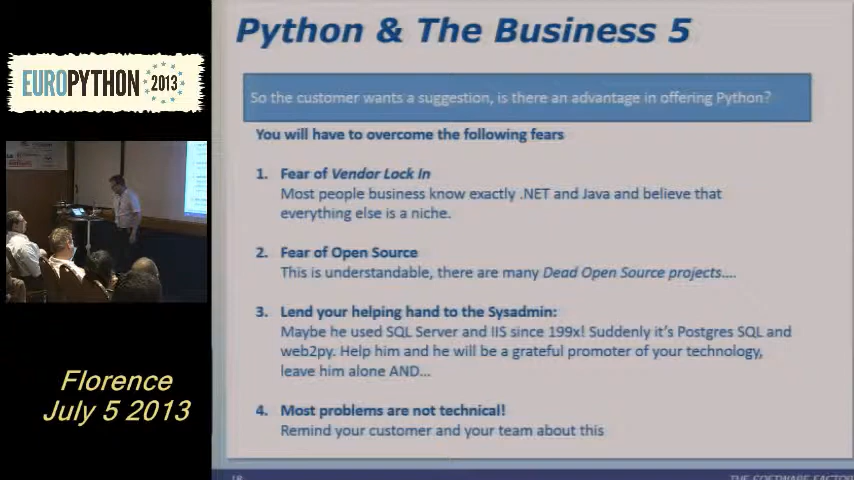 Python & The Business 5
EUROPYTHON 2013
So the customer wants a suggestion, is there an advantage in offering Python?
You will have to overcome the following fears
1. Fear of Vendor Lock In
Most people business know exactly .NET and Java and believe that
everything else is a niche.
2. Fear of Open Source
This is understandable, there are many Dead Open Source projects....
3. Lend your helping hand to the Sysadmin:
Maybe he used SQL Server and IIS since 199x! Suddenly it's Postgres SQL and
web2py. Help him and he will be a grateful promoter of your technology,
leave him alone AND...
4. Most problems are not technical!
Remind your customer and your team about this
Florence
July 5 2013
THE SOFTWARE